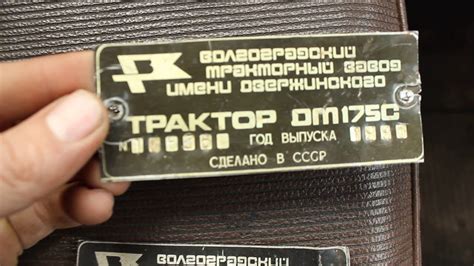 ВОЛГОГРАДСКИЙ
ТРАКТОРНЫЙ ЗАВОД
ИМЕНИ ДЗЕРЖИНСКОГО
ТРАКТОР ДТ175С
N ГОД ВЫПУСКА
СДЕЛАНО В СССР
ВОЛГОГРАДСКИЙ